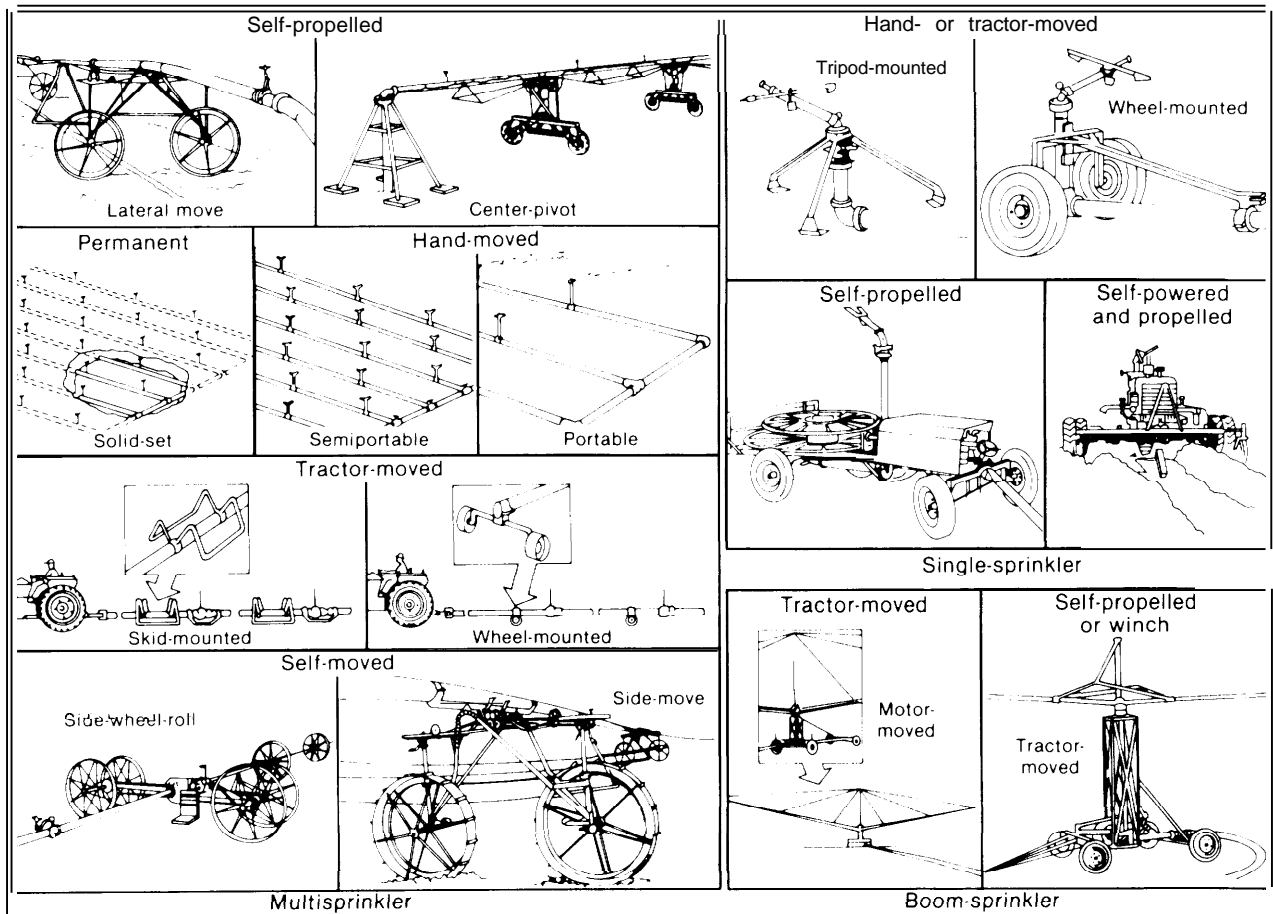 Self-propelled
Lateral move
Center-pivot
Permanent
Hand-moved
Solid-set
Semiportable
Portable
Tractor-moved
Skid-mounted
Wheel-mounted
Self-moved
Side-wheel-roll
Side-move
Multisprinkler
Hand- or tractor-moved
Tripod-mounted
Wheel-mounted
Self-propelled
Self-powered
and propelled
Single-sprinkler
Tractor-moved
Motor-
moved
Self-propelled
or winch
Tractor-
moved
Boom-sprinkler